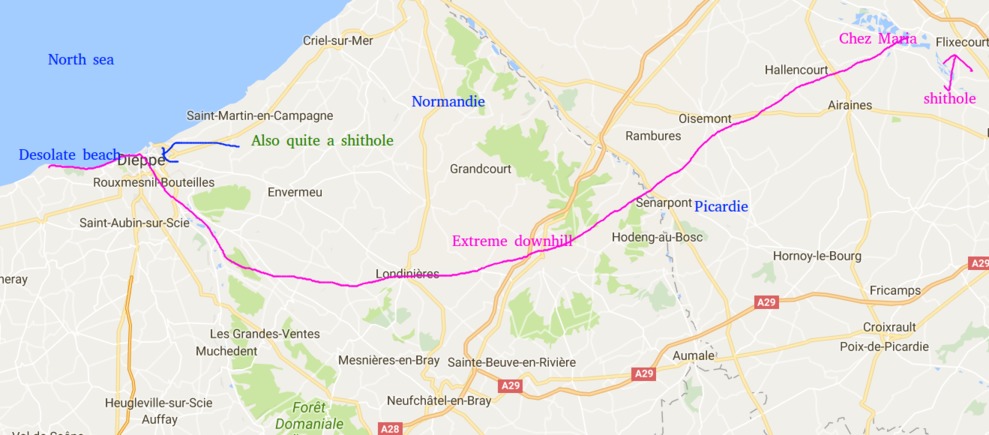 Criel-sur-Mer
Chez Maria
Flixecourt
North sea
Hallencourt
shithole
Normandie
Airaines
Saint-Martin-en-Campagne
Oisemont
Rambures
Also quite a shithole
Desolate beach
Dieppe
Grandcourt
Rouxmesnil-Bouteilles
Envermeu
Senarpont
Picardie
Saint-Aubin-sur-Scie
Extreme downhill
Hodeng-au-Bosc
Hornoy-le-Bourg
neray
Londinières
A29
Fricamps
A29
Les Grandes-Ventes
Croixrault
Muchedent
Poix-de-Picardie
Mesnières-en-Bray
Sainte-Beuve-en-Rivière
Aumale
A29
A29
Heugleville-sur-Scie
Neufchâtel-en-Bray
Auffay
Forêt
Domaniale
A28